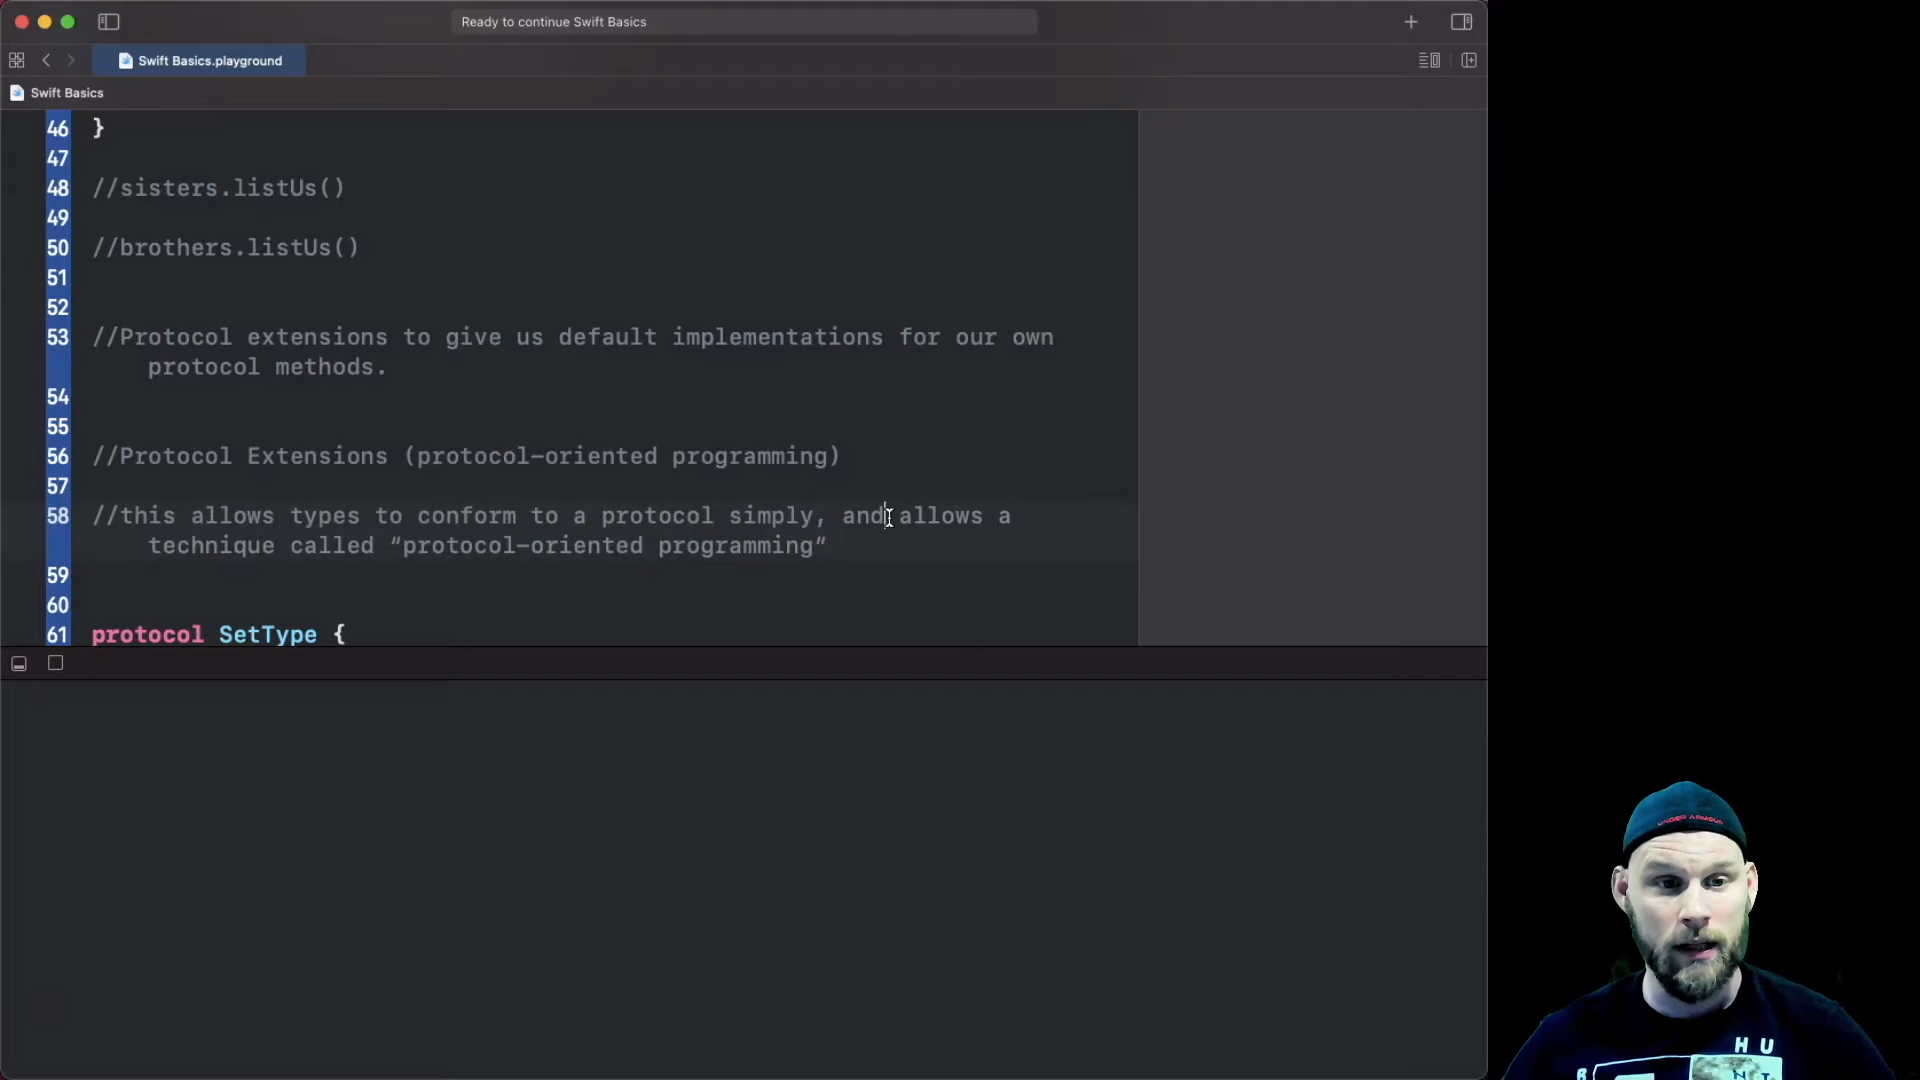 Ready to continue Swift Basics
Swift Basics.playground
Swift Basics
46 }
47
48 //sisters.listUs()
49
50 //brothers.listUs()
51
52
53 //Protocol extensions to give us default implementations for our own
protocol methods.
54
55
56 //Protocol Extensions (protocol-oriented programming)
57
58 //this allows types to conform to a protocol simply, and allows a
technique called “protocol-oriented programming”
59
60
61 protocol SetType {
UNDER ARMOUR
H U